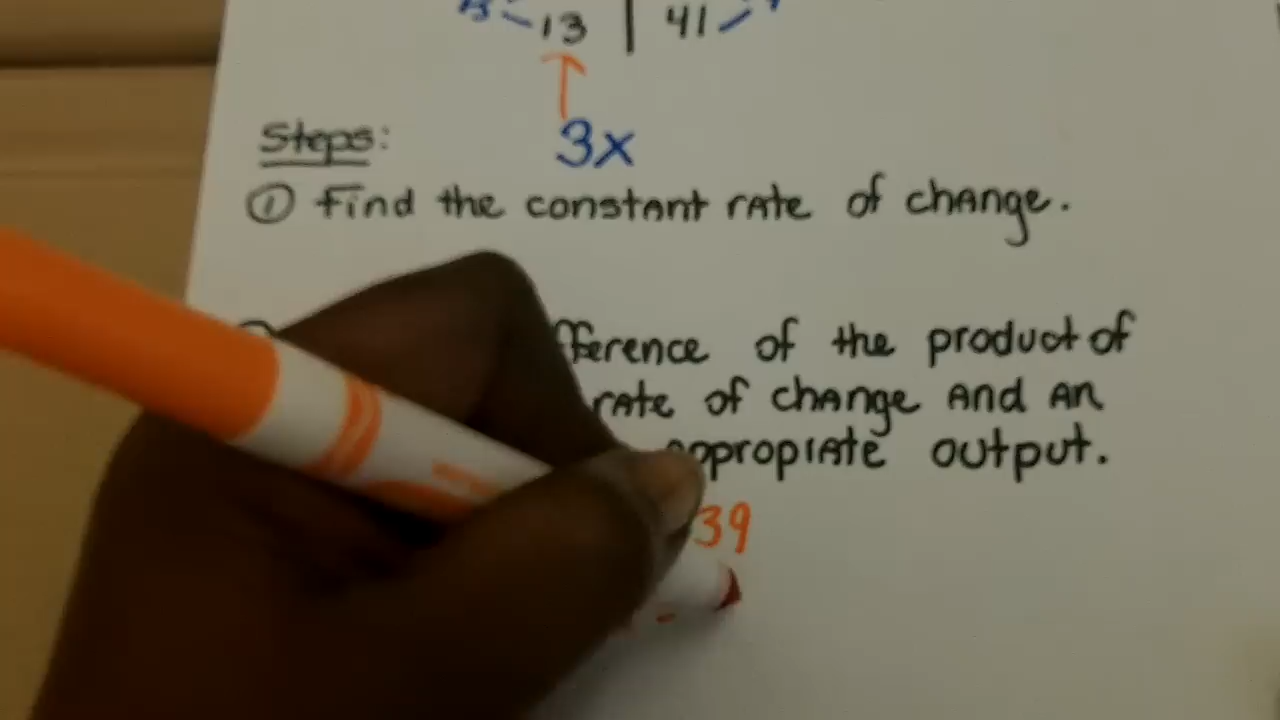 13 | 41
Steps:
3x
① Find the constant rate of change.
fference of the product of
rate of change and an
appropiate output.
39
-